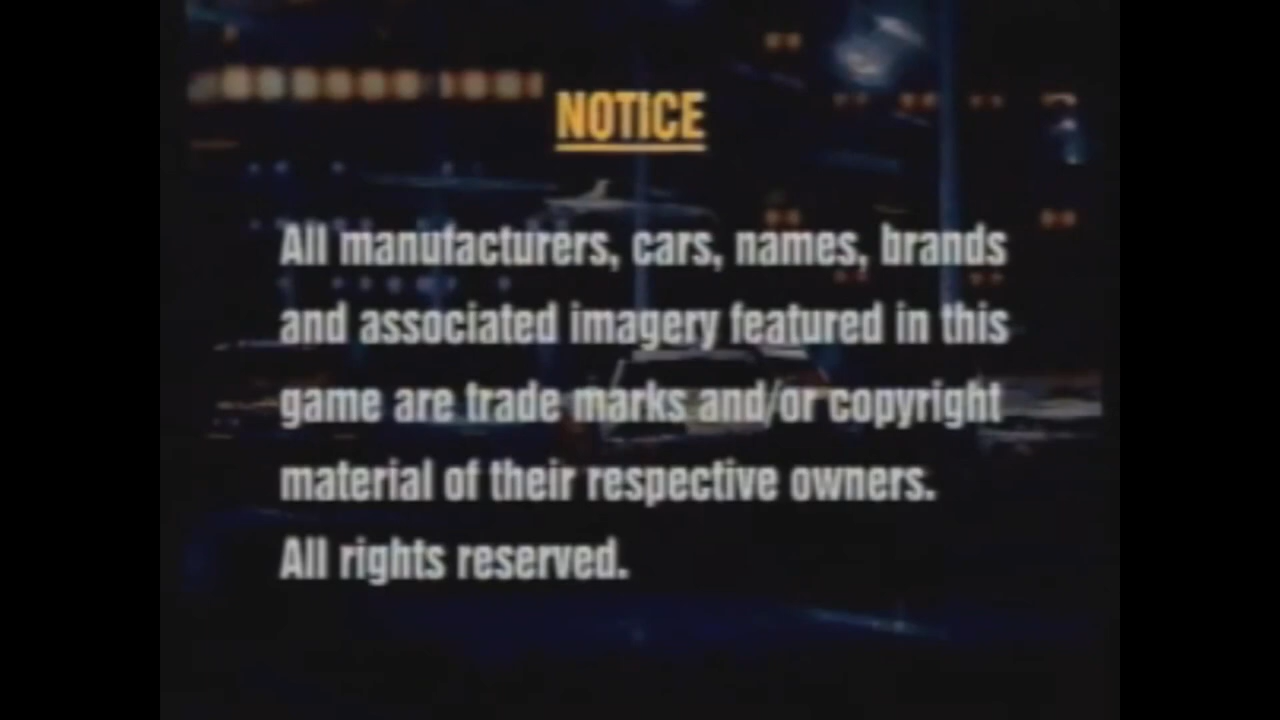 NOTICE
All manufacturers, cars, names, brands
and associated imagery featured in this
game are trade marks and/or copyright
material of their respective owners.
All rights reserved.